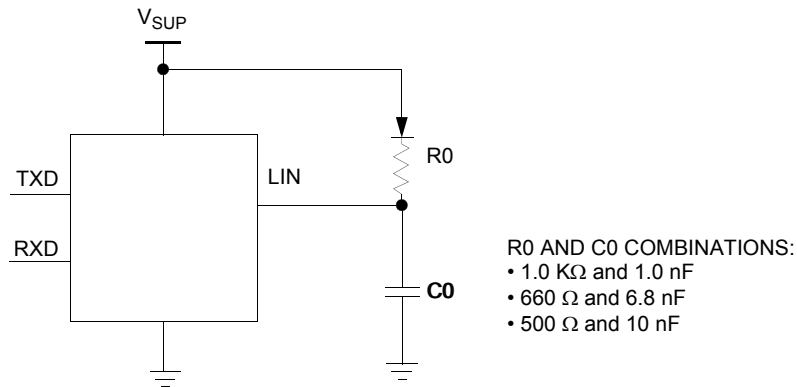 VSUP
TXD
RXD
LIN
R0
C0
R0 AND C0 COMBINATIONS:
• 1.0 KΩ and 1.0 nF
• 660 Ω and 6.8 nF
• 500 Ω and 10 nF